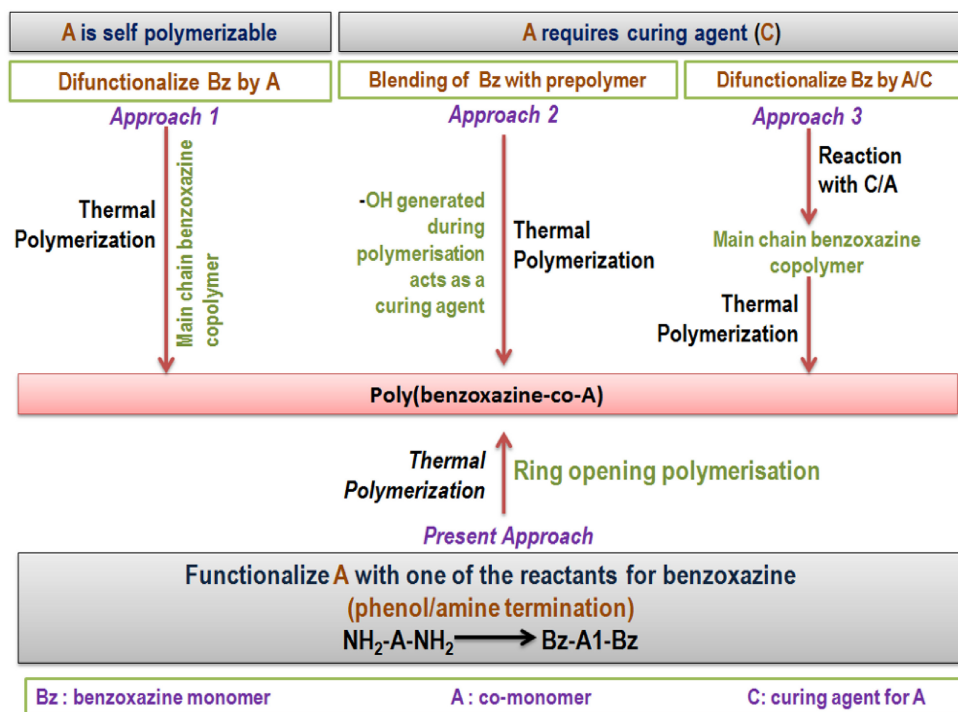 A is self polymerizable
A requires curing agent (C)
Difunctionalize Bz by A
Blending of Bz with prepolymer
Difunctionalize Bz by A/C
Approach 1
Approach 2
Approach 3
Thermal
Polymerization
Main chain benzoxazine
copolymer
-OH generated
during
polymerisation
acts as a
curing agent
Thermal
Polymerization
Reaction
with C/A
Main chain benzoxazine
copolymer
Thermal
Polymerization
Poly(benzoxazine-co-A)
Thermal
Polymerization
Ring opening polymerisation
Present Approach
Functionalize A with one of the reactants for benzoxazine
(phenol/amine termination)
NH₂-A-NH₂ → Bz-A1-Bz
Bz : benzoxazine monomer
A : co-monomer
C: curing agent for A